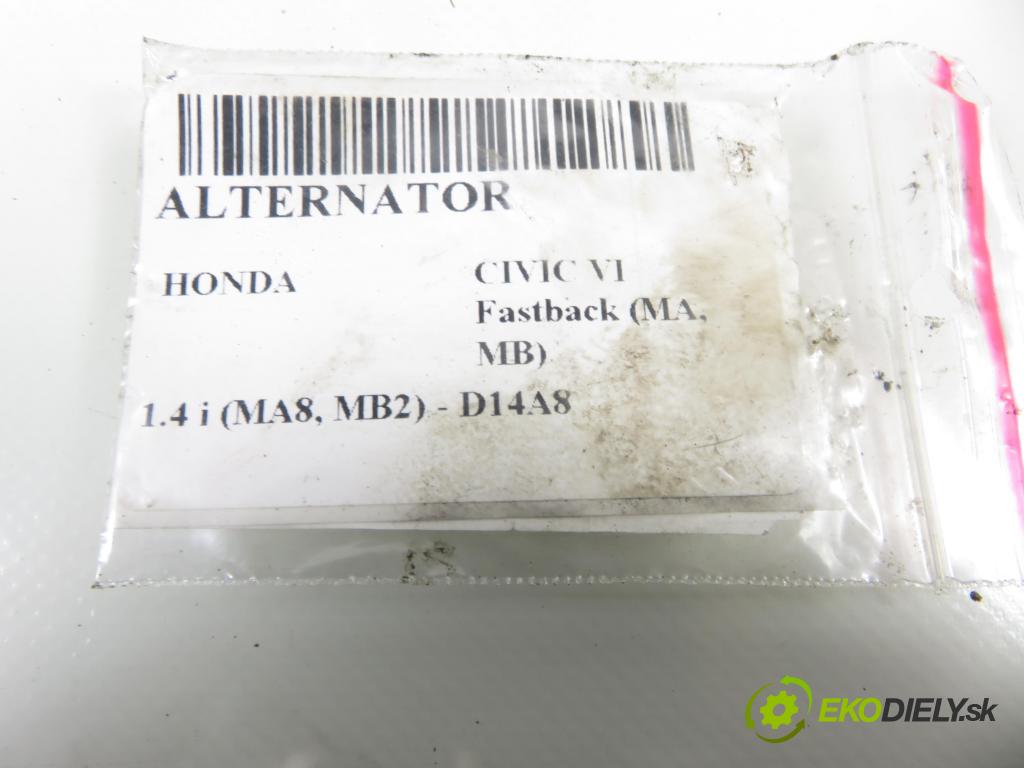 ALTERNATOR
HONDA
CIVIC VI
Fastback (MA,
MB)
1.4 i (MA8, MB2) - D14A8
EKODIELY.sk